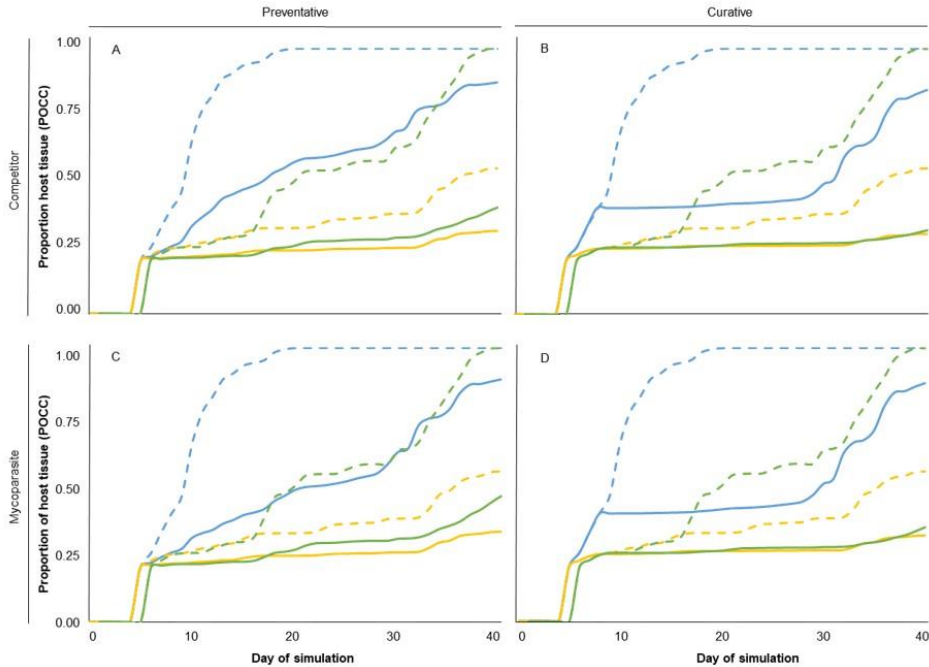 Preventative
Curative
Competitor
Proportion host tissue (POCC)
1.00
0.75
0.50
0.25
0.00
A
B
Mycoparasite
Proportion of host tissue (POCC)
1.00
0.75
0.50
0.25
0.00
C
D
0 10 20 30 40
0 10 20 30 40
Day of simulation
Day of simulation